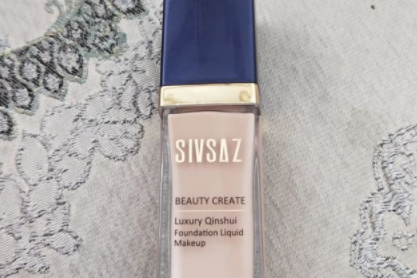 SIVSAZ
BEAUTY CREATE
Luxury Qinshui
Foundation Liquid
Makeup